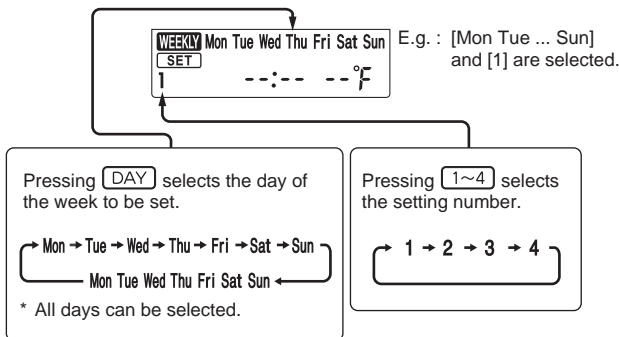 WEEKLY Mon Tue Wed Thu Fri Sat Sun
SET
1 --:-- --°F
E.g. : [Mon Tue ... Sun]
and [1] are selected.
Pressing DAY selects the day of
the week to be set.
Mon → Tue → Wed → Thu → Fri → Sat → Sun
Mon Tue Wed Thu Fri Sat Sun
* All days can be selected.
Pressing 1~4 selects
the setting number.
1 → 2 → 3 → 4